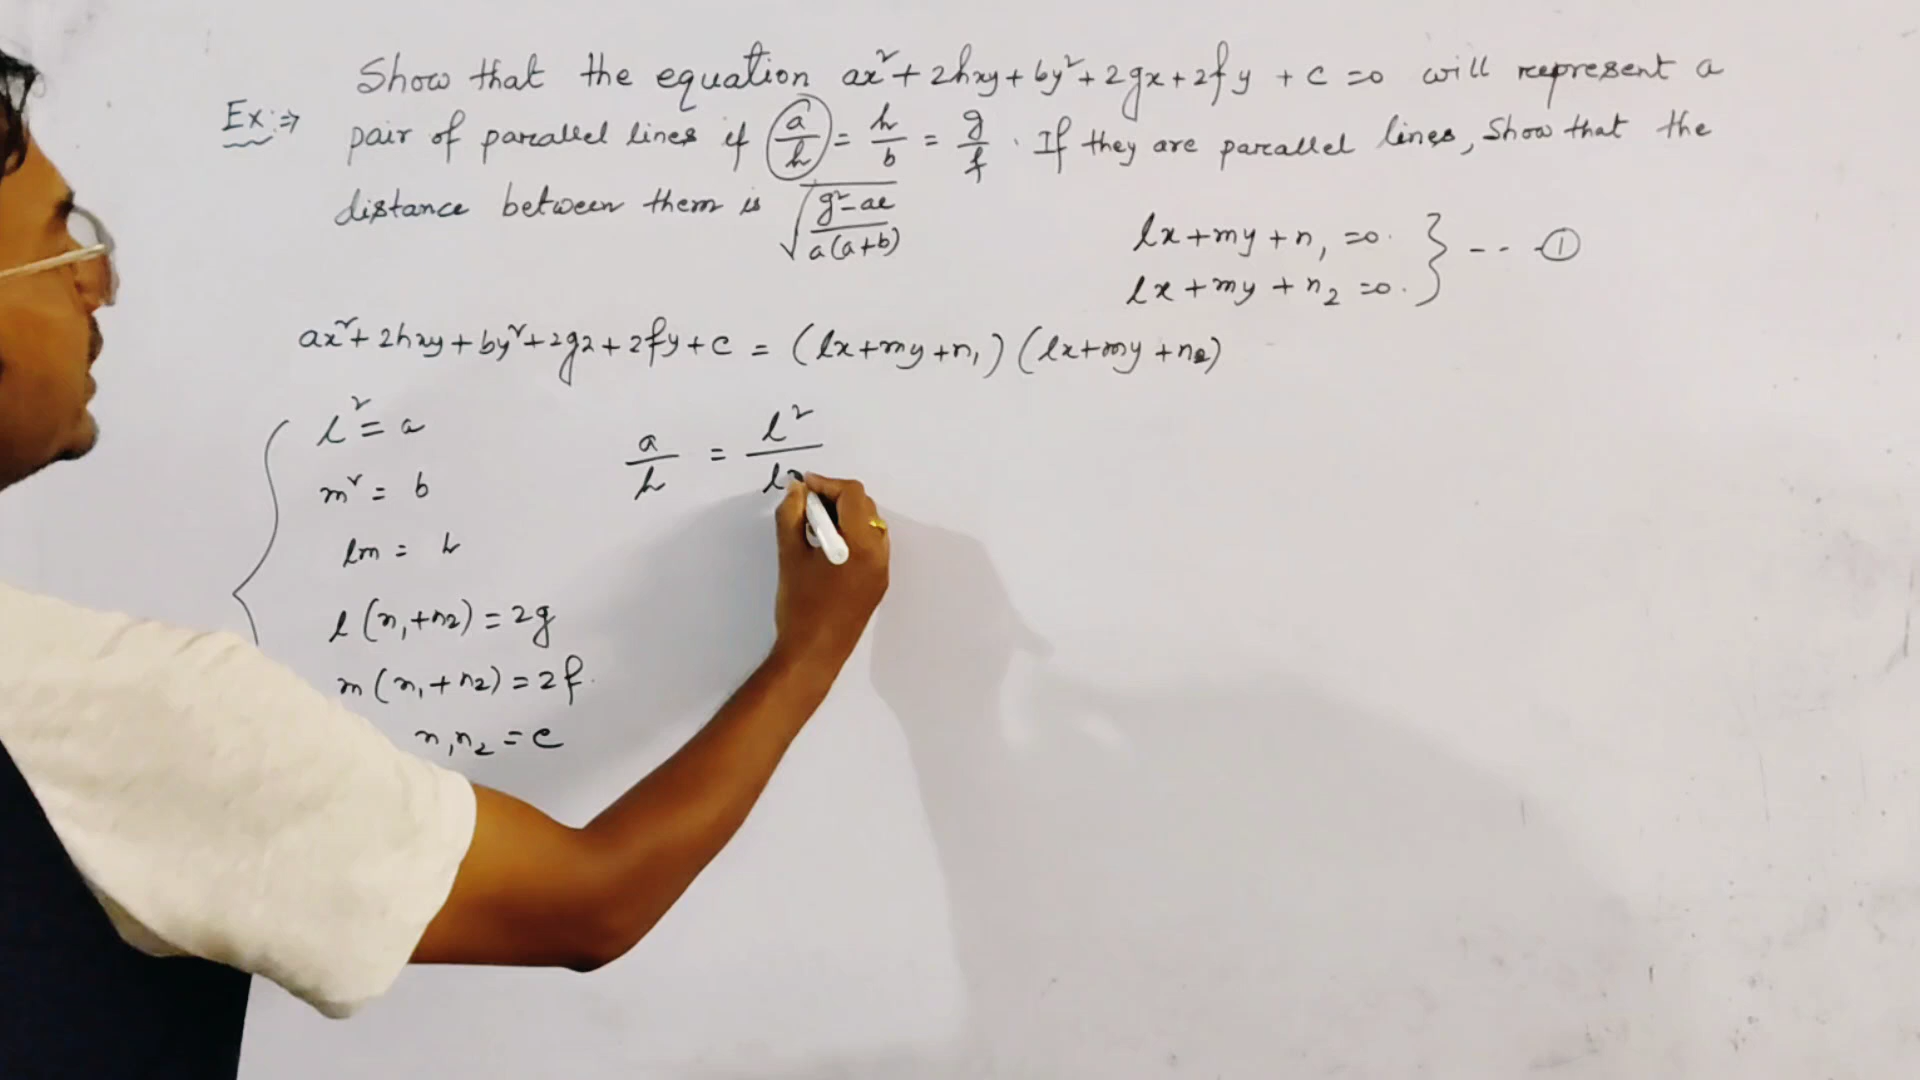 Show that the equation ax²+2hxy+by²+2gx+2fy+c=0 will represent a
Ex:⇒ pair of parallel lines if a/h = h/b = g/f. If they are parallel lines, Show that the
distance between them is √(g²-ac / a(a+b))
lx+my+n₁=0.
lx+my+n₂=0. } --- ①
ax²+2hxy+by²+2gx+2fy+c = (lx+my+n₁)(lx+my+n₂)
l²=a
m²=b
lm=h
l(n₁+n₂)=2g
m(n₁+n₂)=2f.
n₁n₂=c
a/h = l²/l